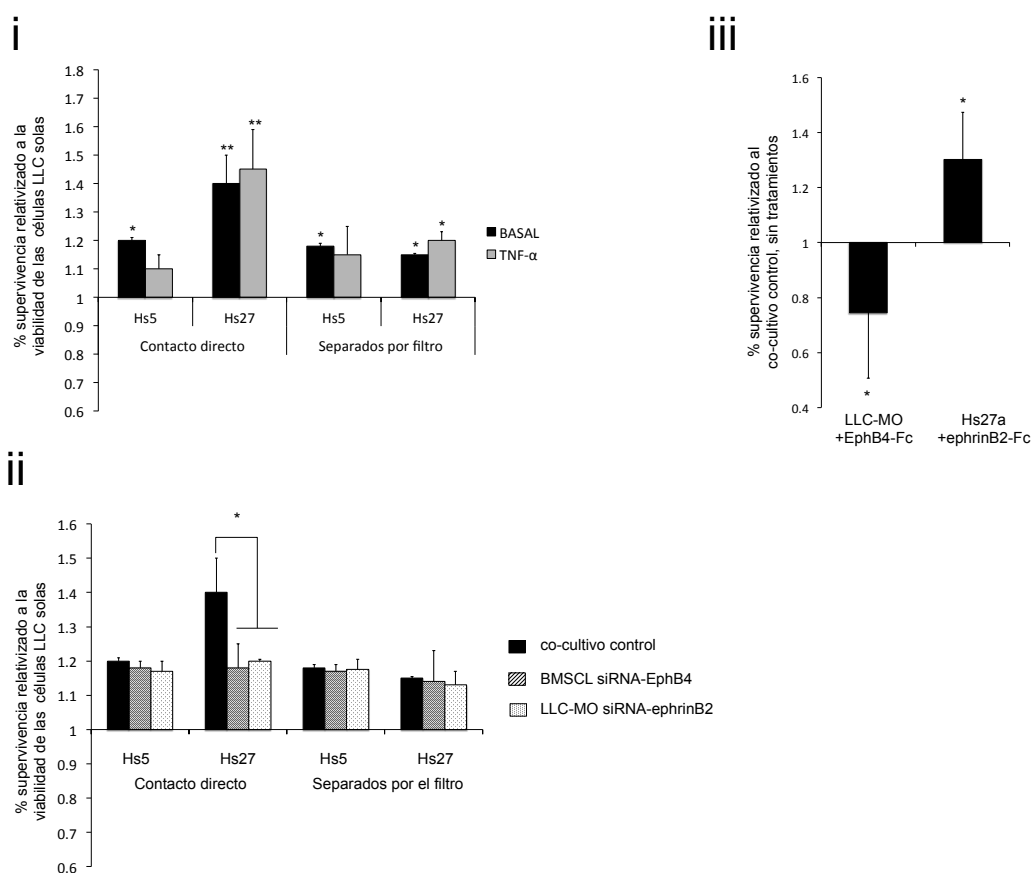 i
% supervivencia relativizado a la
viabilidad de las células LLC solas
1.8
1.7
1.6
1.5
1.4
1.3
1.2
1.1
1
0.9
0.8
0.7
0.6
*
**
**
*
*
*
Hs5
Hs27
Hs5
Hs27
Contacto directo
Separados por filtro
BASAL
TNF-α
iii
% supervivencia relativizado al
co-cultivo control, sin tratamientos
1.6
1.4
1.2
1
0.8
0.6
0.4
*
*
LLC-MO
+EphB4-Fc
Hs27a
+ephrinB2-Fc
ii
% supervivencia relativizado a la
viabilidad de las células LLC solas
1.6
1.5
1.4
1.3
1.2
1.1
1
0.9
0.8
0.7
0.6
*
Hs5
Hs27
Hs5
Hs27
Contacto directo
Separados por el filtro
co-cultivo control
BMSCL siRNA-EphB4
LLC-MO siRNA-ephrinB2